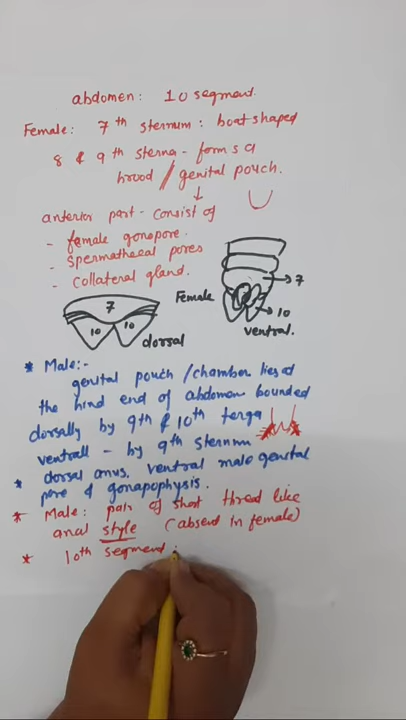 abdomen: 10 segment.
Female: 7th sternum: boat shaped
8 & 9th sterna - forms a
brood / genital pouch.
anterior part - consist of
- female gonopore.
- spermathecal pores
- collateral gland.
Female
7
10
ventral.
7
10 10
dorsal
* Male:-
genital pouch / chamber lies at
the hind end of abdomen bounded
dorsally by 9th & 10th terga
ventrall - by 9th sternum
* dorsal anus, ventral male genital
pore & gonapophysis.
* Male: pair of short thread like
anal style (absent in female)
* 10th segment: